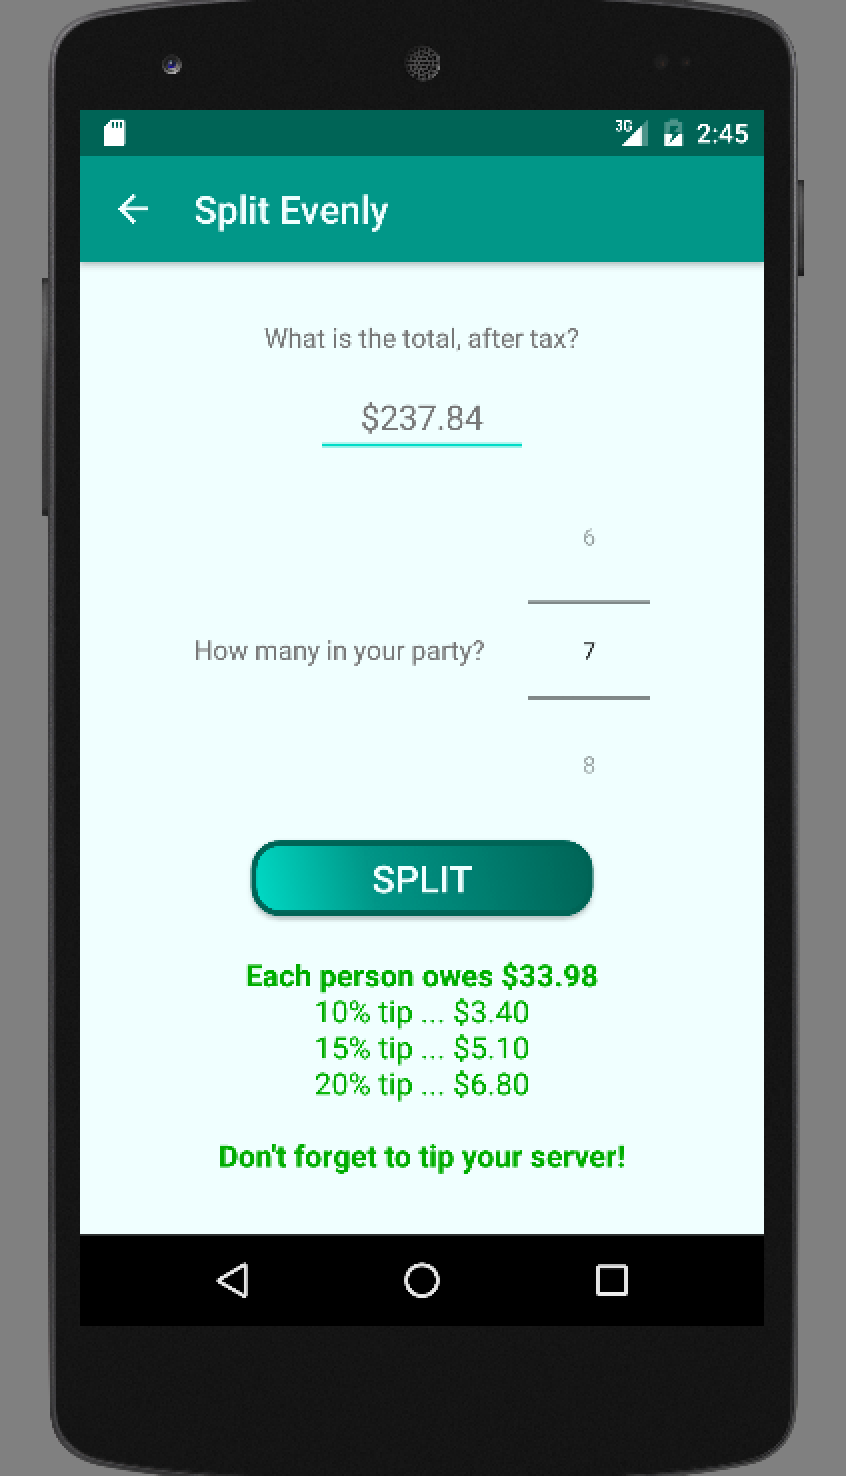 3G 2:45
Split Evenly
What is the total, after tax?
$237.84
6
How many in your party? 7
8
SPLIT
Each person owes $33.98
10% tip ... $3.40
15% tip ... $5.10
20% tip ... $6.80
Don't forget to tip your server!